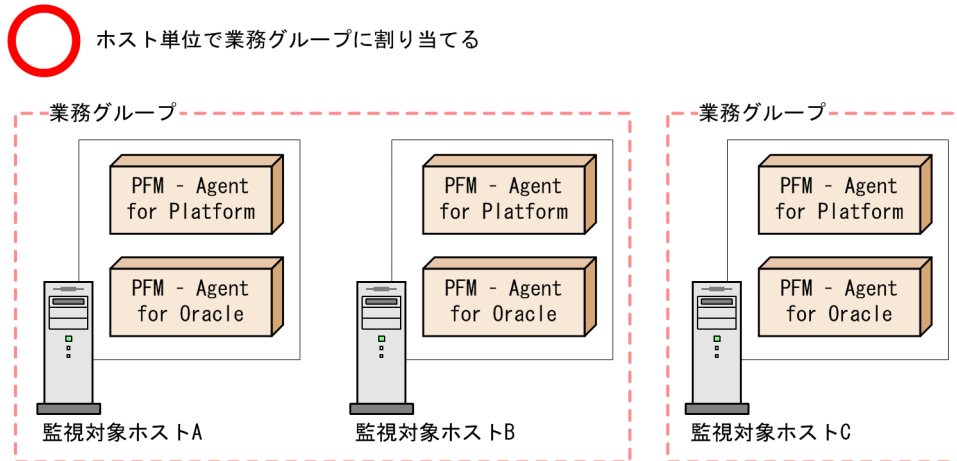 ホスト単位で業務グループに割り当てる
業務グループ
PFM - Agent
for Platform
PFM - Agent
for Oracle
監視対象ホストA
PFM - Agent
for Platform
PFM - Agent
for Oracle
監視対象ホストB
業務グループ
PFM - Agent
for Platform
PFM - Agent
for Oracle
監視対象ホストC